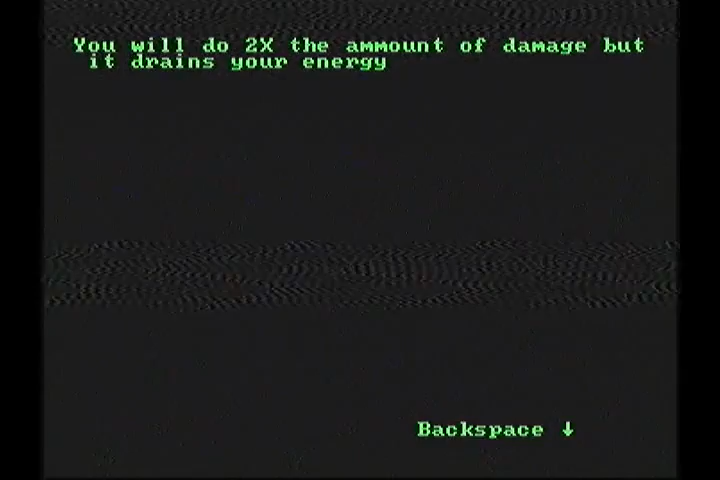 You will do 2X the ammount of damage but
it drains your energy
Backspace ↓